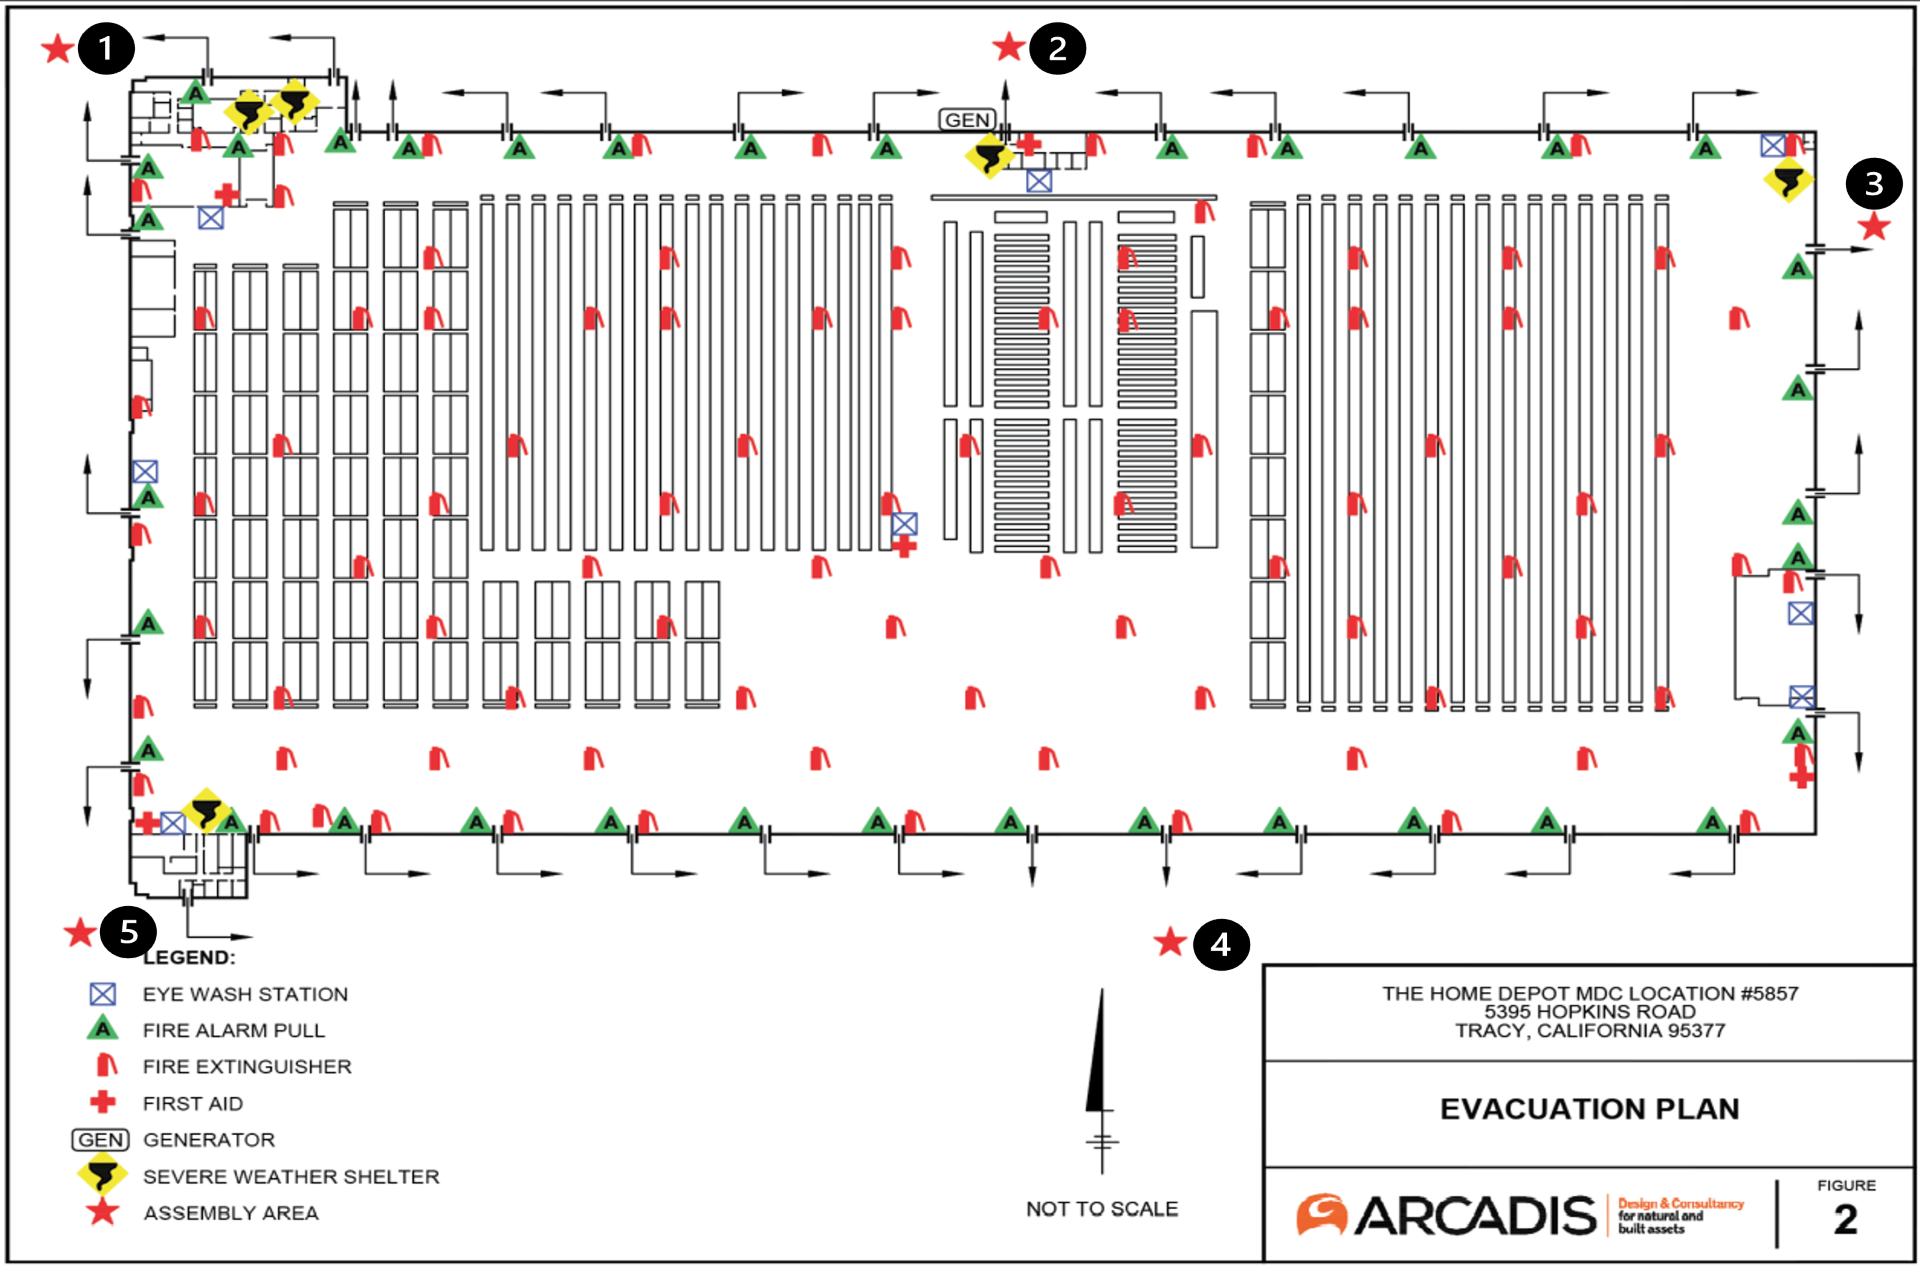 1
2
3
GEN
5
4
LEGEND:
EYE WASH STATION
A FIRE ALARM PULL
FIRE EXTINGUISHER
FIRST AID
GEN GENERATOR
SEVERE WEATHER SHELTER
ASSEMBLY AREA
NOT TO SCALE
THE HOME DEPOT MDC LOCATION #5857
5395 HOPKINS ROAD
TRACY, CALIFORNIA 95377
EVACUATION PLAN
ARCADIS
Design & Consultancy
for natural and
built assets
FIGURE
2